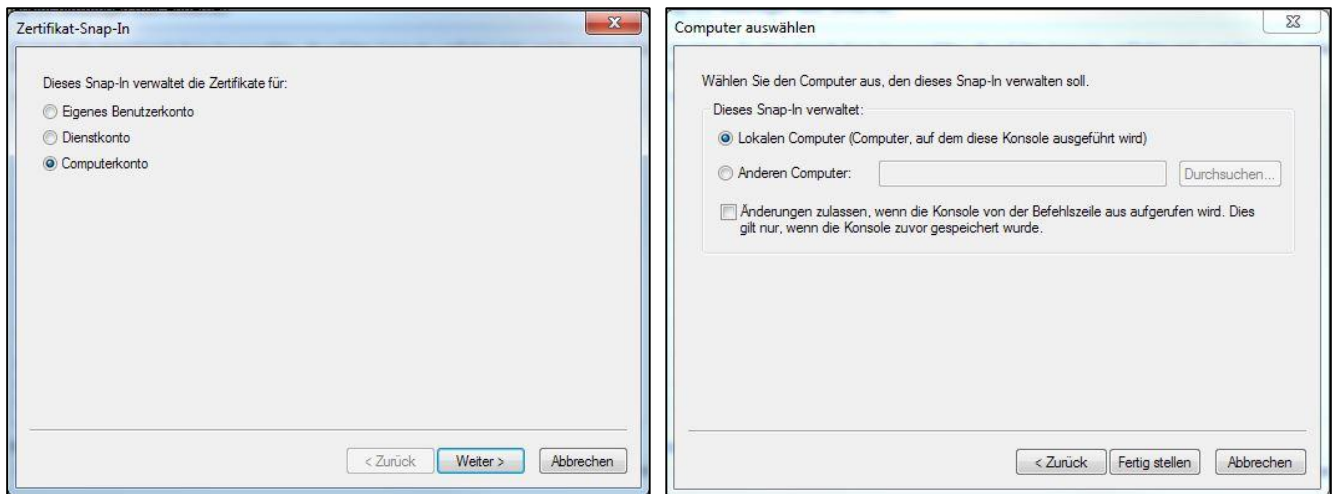 Zertifikat-Snap-In
Dieses Snap-In verwaltet die Zertifikate für:
Eigenes Benutzerkonto
Dienstkonto
Computerkonto
< Zurück
Weiter >
Abbrechen
Computer auswählen
Wählen Sie den Computer aus, den dieses Snap-In verwalten soll.
Dieses Snap-In verwaltet:
Lokalen Computer (Computer, auf dem diese Konsole ausgeführt wird)
Anderen Computer:
Durchsuchen...
Änderungen zulassen, wenn die Konsole von der Befehlszeile aus aufgerufen wird. Dies
gilt nur, wenn die Konsole zuvor gespeichert wurde.
< Zurück
Fertig stellen
Abbrechen